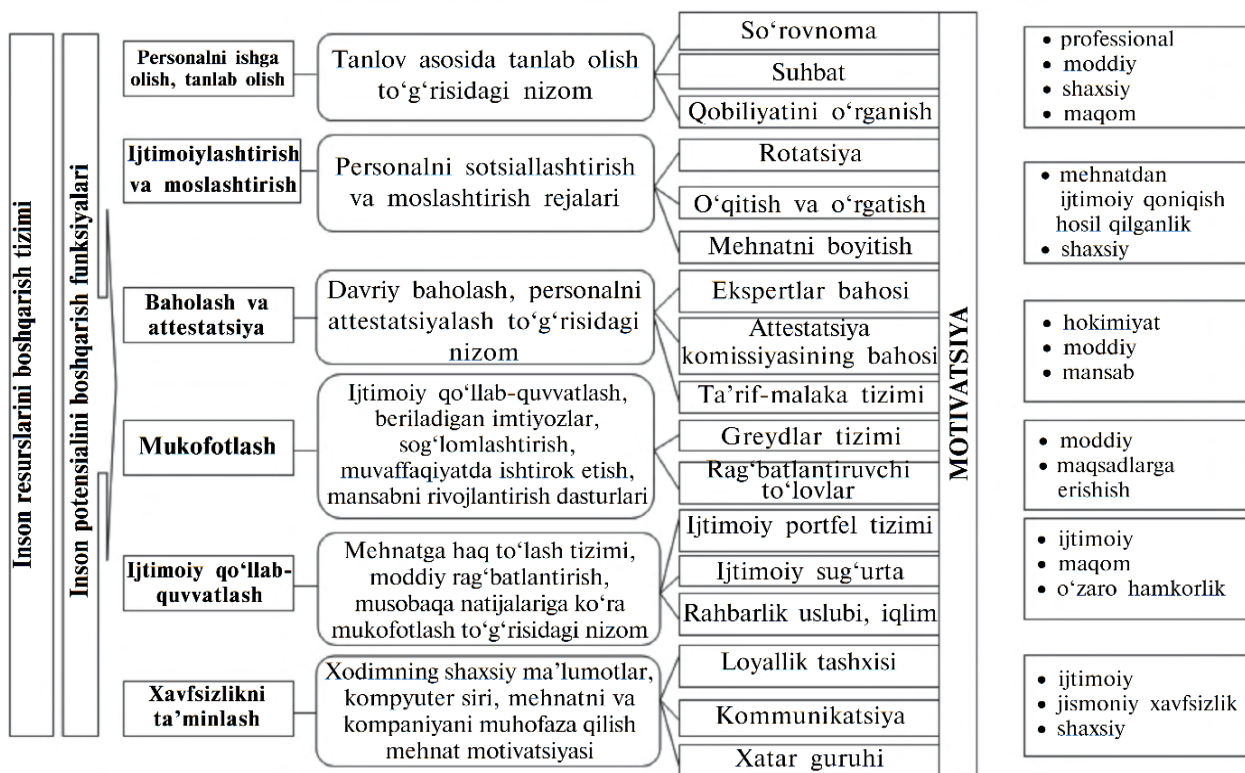 Inson resurslarini boshqarish tizimi
Inson potensialini boshqarish funksiyalari
Personalni ishga
olish, tanlab olish
Tanlov asosida tanlab olish
to‘g‘risidagi nizom
So‘rovnoma
Suhbat
Qobiliyatini o‘rganish
• professional
• moddiy
• shaxsiy
• maqom
Ijtimoiylashtirish
va moslashtirish
Personalni sotsiallashtirish
va moslashtirish rejalari
Rotatsiya
O‘qitish va o‘rgatish
Mehnatni boyitish
• mehnatdan
ijtimoiy qoniqish
hosil qilganlik
• shaxsiy
Baholash va
attestatsiya
Davriy baholash, personalni
attestatsiyalash to‘g‘risidagi
nizom
Ekspertlar bahosi
Attestatsiya
komissiyasining bahosi
Ta’rif-malaka tizimi
• hokimiyat
• moddiy
• mansab
Mukofotlash
Ijtimoiy qo‘llab-quvvatlash,
beriladigan imtiyozlar,
sog‘lomlashtirish,
muvaffaqiyatda ishtirok etish,
mansabni rivojlantirish dasturlari
Greydlar tizimi
Rag‘batlantiruvchi
to‘lovlar
• moddiy
• maqsadlarga
erishish
Ijtimoiy qo‘llab-
quvvatlash
Mehnatga haq to‘lash tizimi,
moddiy rag‘batlantirish,
musobaqa natijalariga ko‘ra
mukofotlash to‘g‘risidagi nizom
Ijtimoiy portfel tizimi
Ijtimoiy sug‘urta
Rahbarlik uslubi, iqlim
• ijtimoiy
• maqom
• o‘zaro hamkorlik
Xavfsizlikni
ta’minlash
Xodimning shaxsiy ma’lumotlar,
kompyuter siri, mehnatni va
kompaniyani muhofaza qilish
mehnat motivatsiyasi
Loyallik tashxisi
Kommunikatsiya
Xatar guruhi
• ijtimoiy
• jismoniy xavfsizlik
• shaxsiy
MOTIVATSIYA